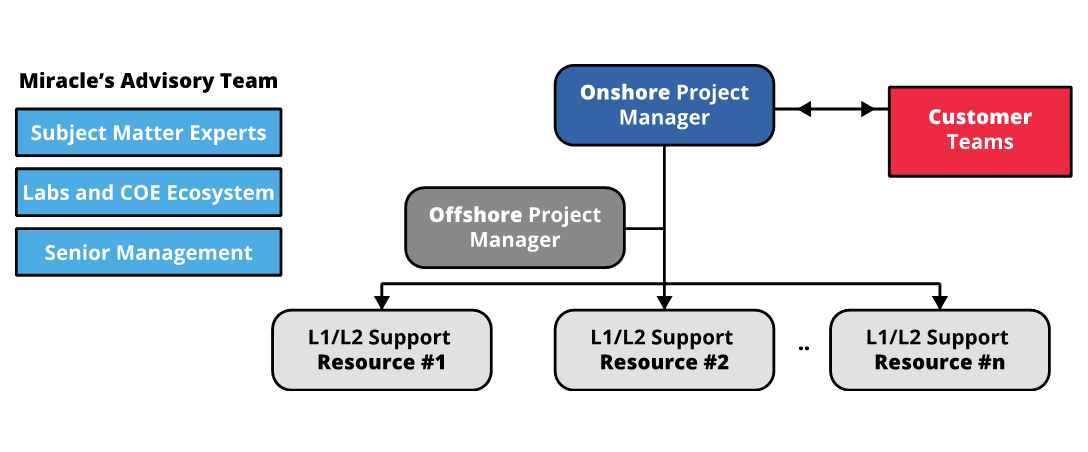 Miracle’s Advisory Team
Subject Matter Experts
Labs and COE Ecosystem
Senior Management
Onshore Project
Manager
Customer
Teams
Offshore Project
Manager
L1/L2 Support
Resource #1
L1/L2 Support
Resource #2
..
L1/L2 Support
Resource #n